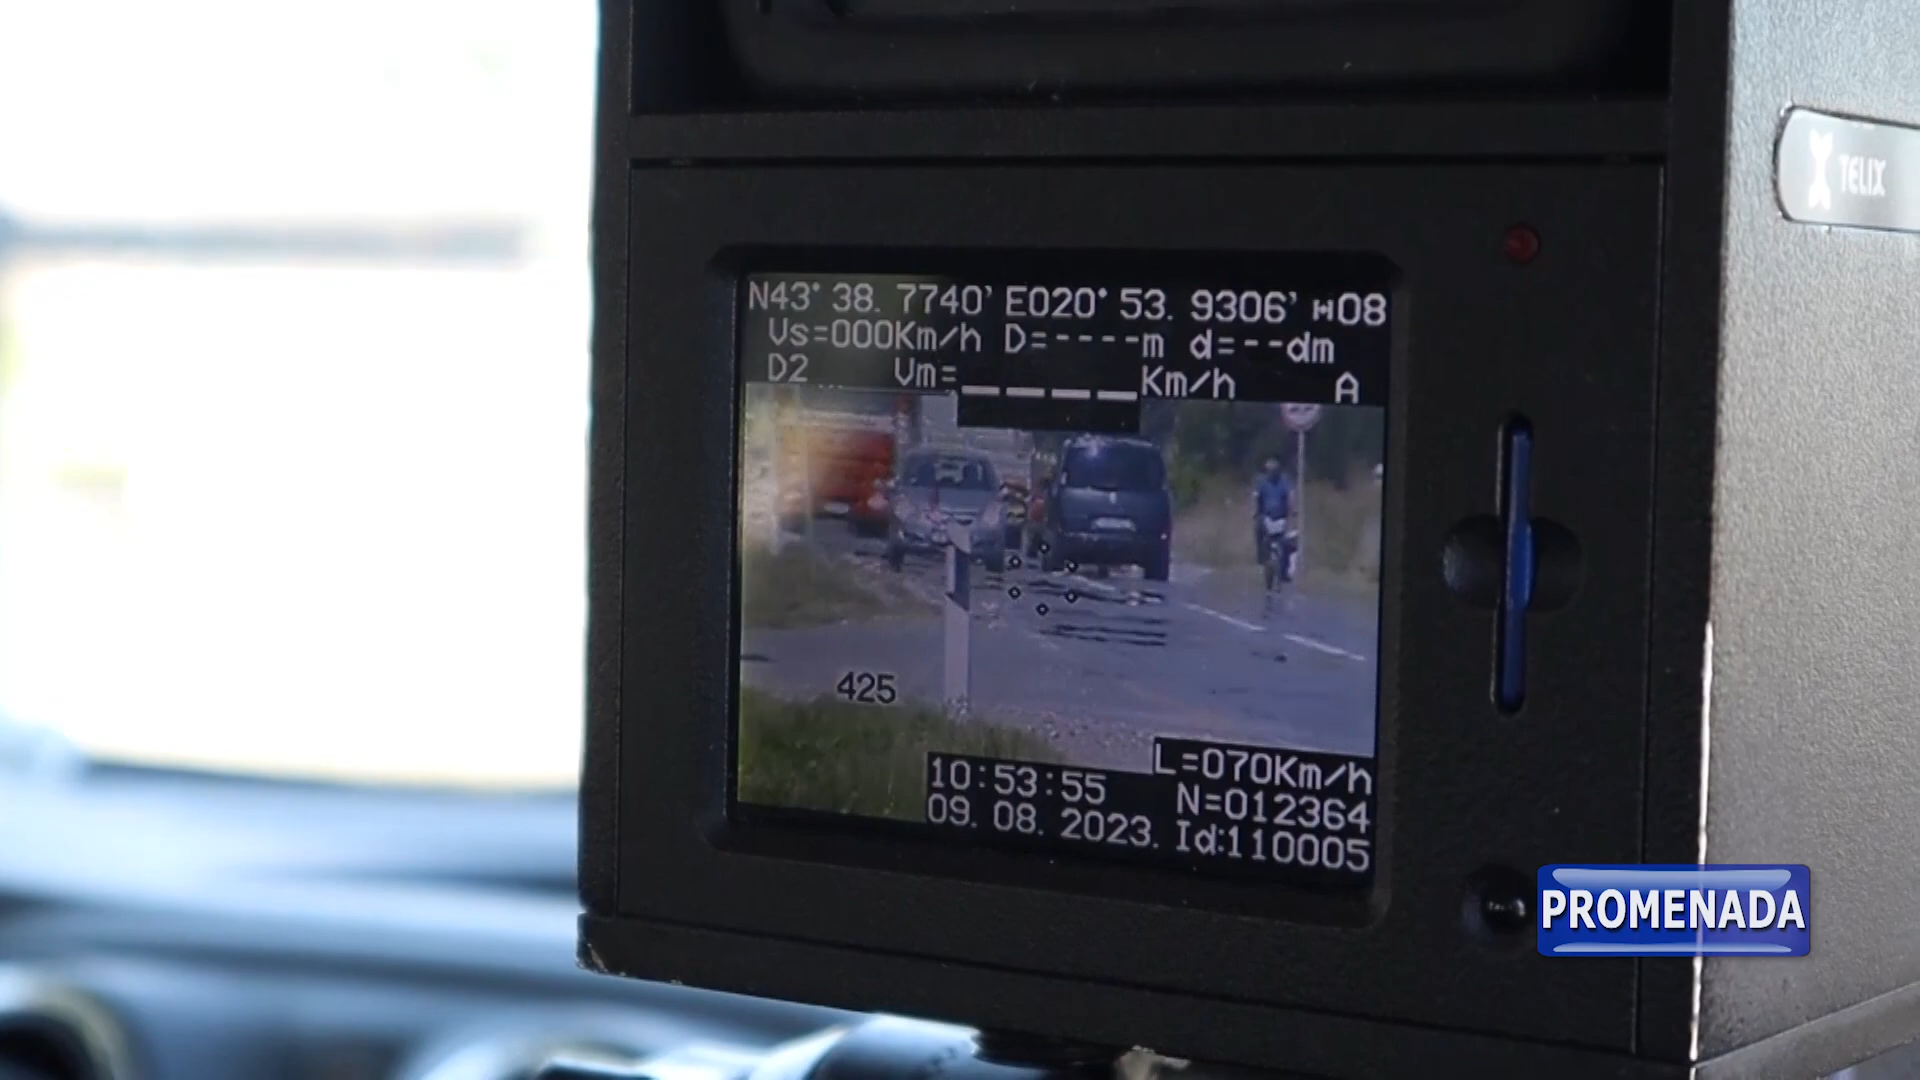 TELIX
N43° 38. 7740' E020° 53. 9306' 08
Vs=000Km/h D=----m d=--dm
D2 Vm=____Km/h A
425
L=070Km/h
10:53:55 N=012364
09. 08. 2023. Id:110005
PROMENADA